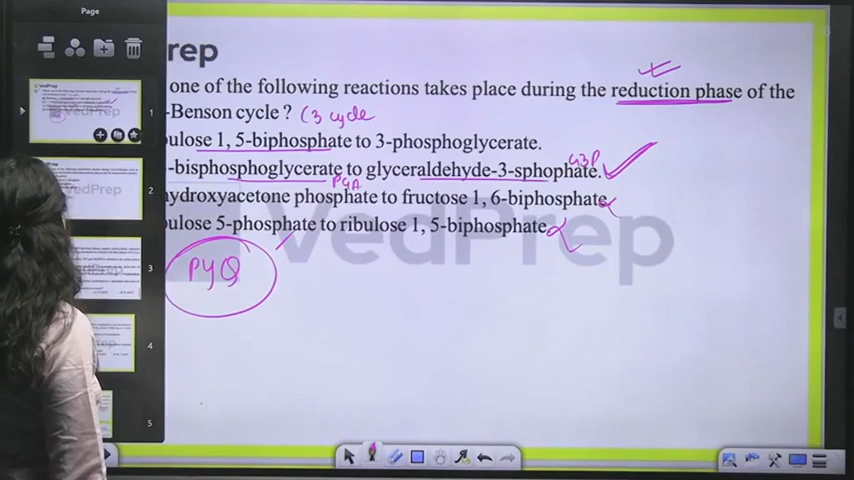 Page
rep
one of the following reactions takes place during the reduction phase of the
-Benson cycle ? (3 cycle
ulose 1, 5-biphosphate to 3-phosphoglycerate.
G3P
-bisphosphoglycerate to glyceraldehyde-3-sphophate.
PGA
hydroxyacetone phosphate to fructose 1, 6-biphosphate
ulose 5-phosphate to ribulose 1, 5-biphosphate
PYQ
VedPrep
1
2
3
4
5